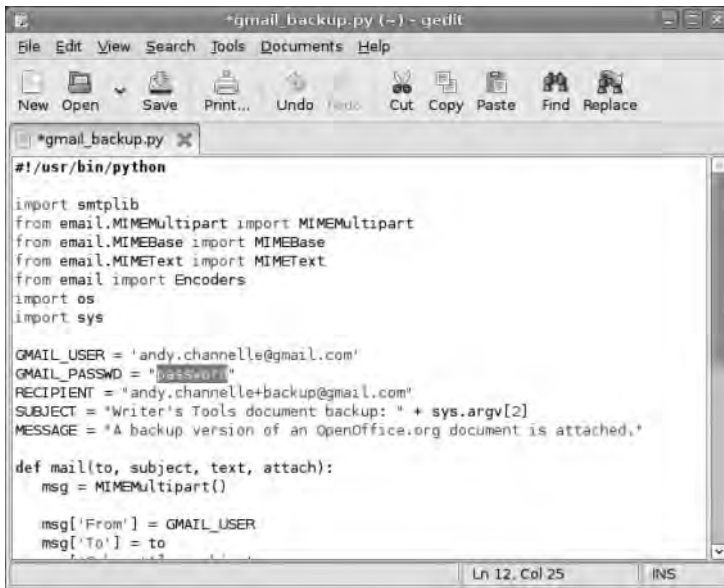 *gmail_backup.py (~) - gedit
File Edit View Search Tools Documents Help
New Open Save Print... Undo Redo Cut Copy Paste Find Replace
*gmail_backup.py
#!/usr/bin/python
import smtplib
from email.MIMEMultipart import MIMEMultipart
from email.MIMEBase import MIMEBase
from email.MIMEText import MIMEText
from email import Encoders
import os
import sys
GMAIL_USER = 'andy.channelle@gmail.com'
GMAIL_PASSWD = "password"
RECIPIENT = "andy.channelle+backup@gmail.com"
SUBJECT = "Writer's Tools document backup: " + sys.argv[2]
MESSAGE = "A backup version of an OpenOffice.org document is attached."
def mail(to, subject, text, attach):
msg = MIMEMultipart()
msg['From'] = GMAIL_USER
msg['To'] = to
Ln 12, Col 25 INS